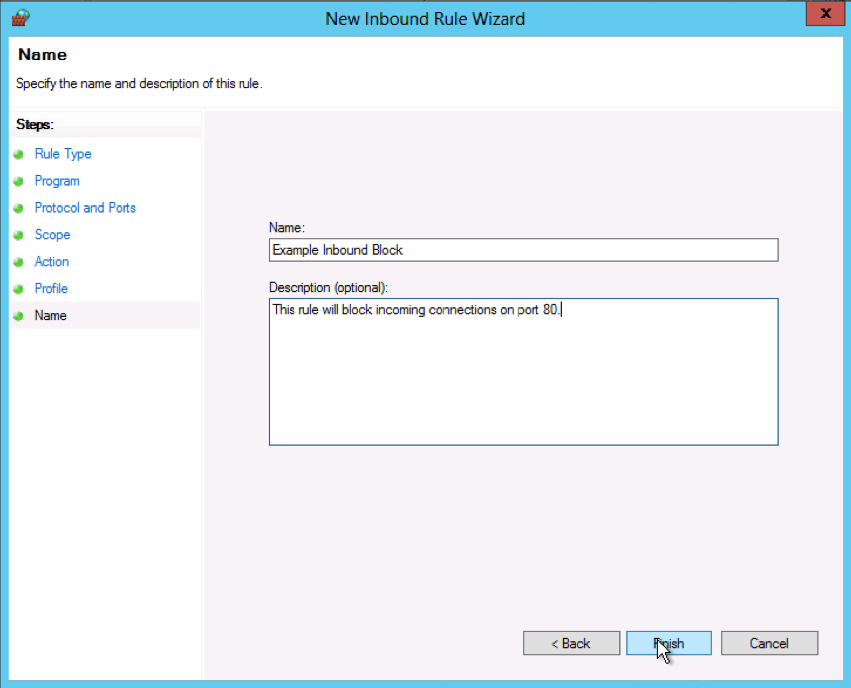 New Inbound Rule Wizard
x
Name
Specify the name and description of this rule.
Steps:
Rule Type
Program
Protocol and Ports
Scope
Action
Profile
Name
Name:
Example Inbound Block
Description (optional):
This rule will block incoming connections on port 80.
< Back
Finish
Cancel